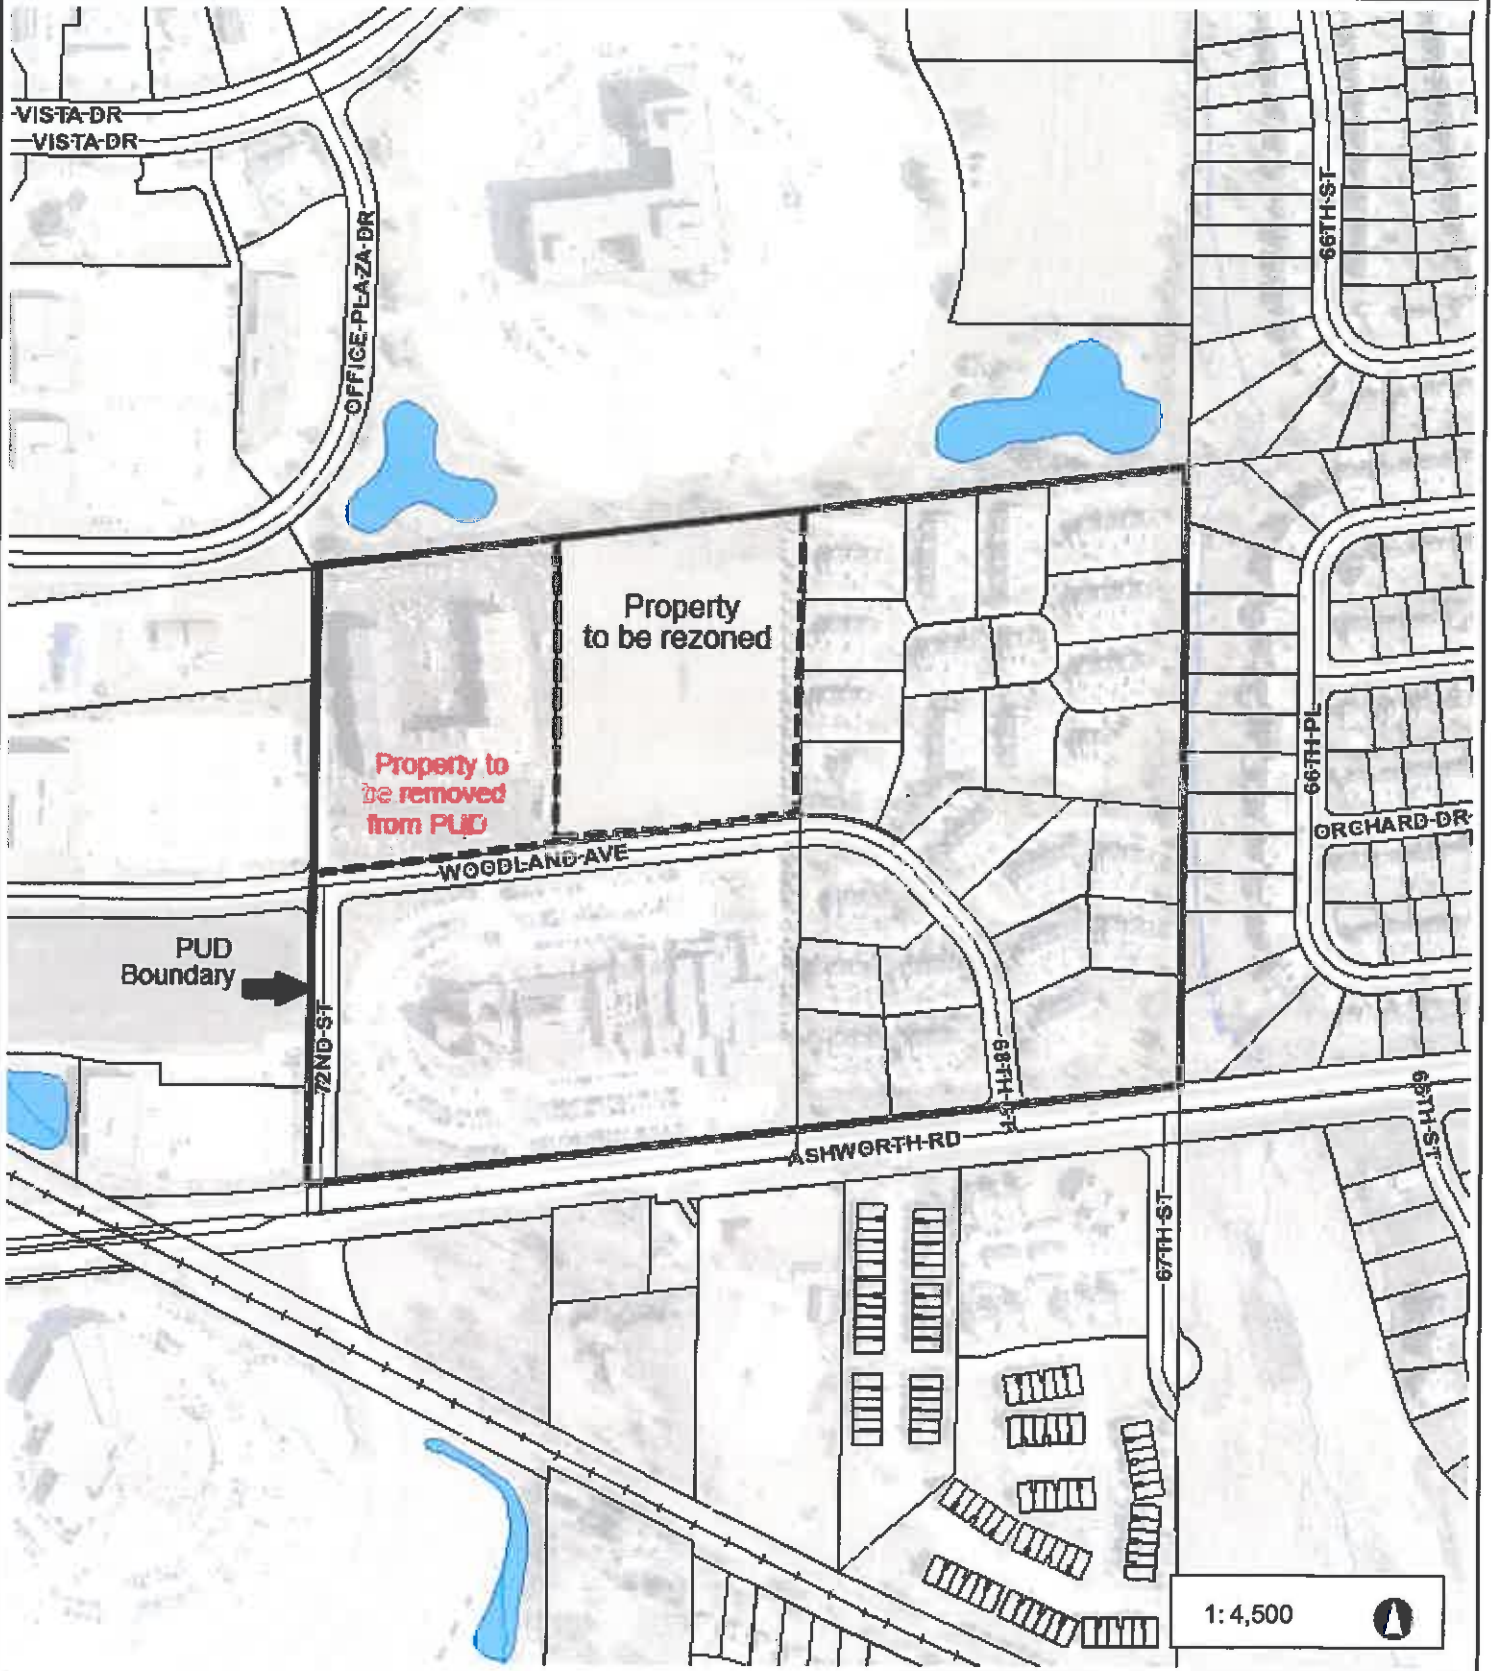 VISTA DR
VISTA DR
OFFICE PLAZA DR
66TH ST
Property
to be rezoned
Property to
be removed
from PUD
66TH PL
ORCHARD DR
WOODLAND AVE
PUD
Boundary
72ND ST
68TH ST
ASHWORTH RD
65TH ST
67TH ST
1: 4,500